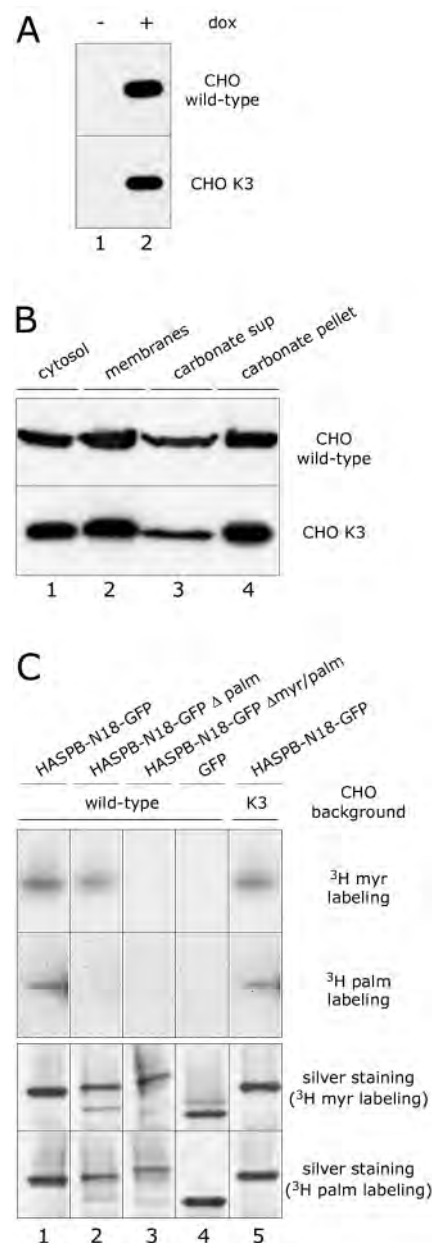 A
- + dox
CHO
wild-type
CHO K3
1 2
B
cytosol membranes carbonate sup carbonate pellet
CHO
wild-type
CHO K3
1 2 3 4
C
HASPB-N18-GFP HASPB-N18-GFP Δ palm HASPB-N18-GFP Δmyr/palm GFP HASPB-N18-GFP
wild-type K3 CHO
background
³H myr
labeling
³H palm
labeling
silver staining
(³H myr labeling)
silver staining
(³H palm labeling)
1 2 3 4 5